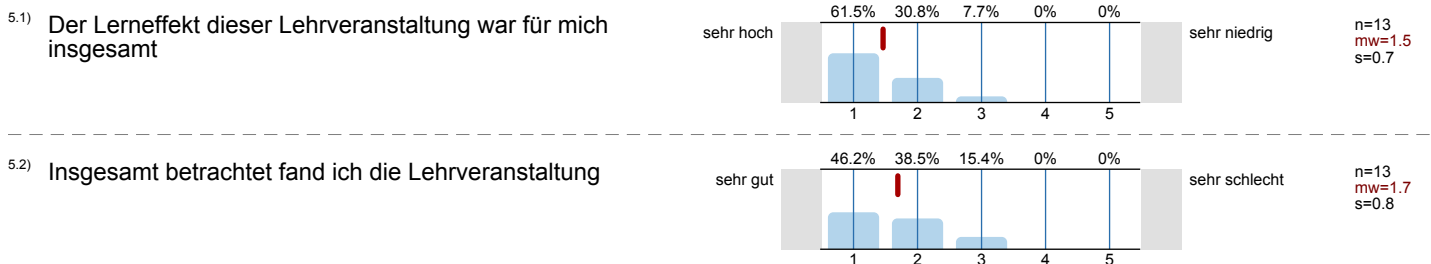 5.1) Der Lerneffekt dieser Lehrveranstaltung war für mich
insgesamt
61.5% 30.8% 7.7% 0% 0%
sehr hoch
sehr niedrig
n=13
mw=1.5
s=0.7
1 2 3 4 5
5.2) Insgesamt betrachtet fand ich die Lehrveranstaltung
46.2% 38.5% 15.4% 0% 0%
sehr gut
sehr schlecht
n=13
mw=1.7
s=0.8
1 2 3 4 5